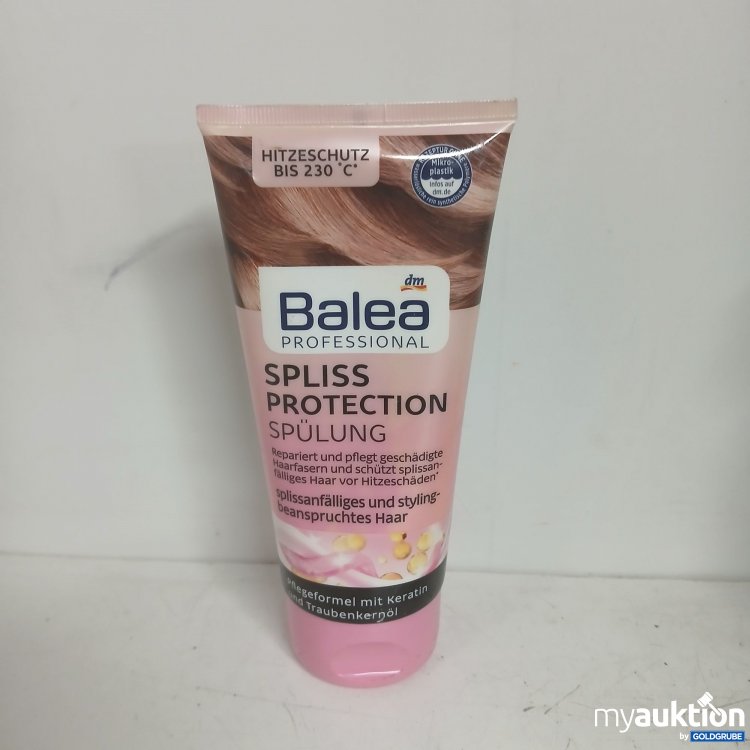 HITZESCHUTZ
BIS 230 °C*
REZEPTUR OHNE
Mikro-
plastik
Infos auf
dm.de
dm
Balea
PROFESSIONAL
SPLISS
PROTECTION
SPÜLUNG
Repariert und pflegt geschädigte
Haarfasern und schützt splissan-
fälliges Haar vor Hitzeschäden*
splissanfälliges und styling-
beanspruchtes Haar
Pflegeformel mit Keratin
und Traubenkernöl
myauktion
by GOLDGRUBE